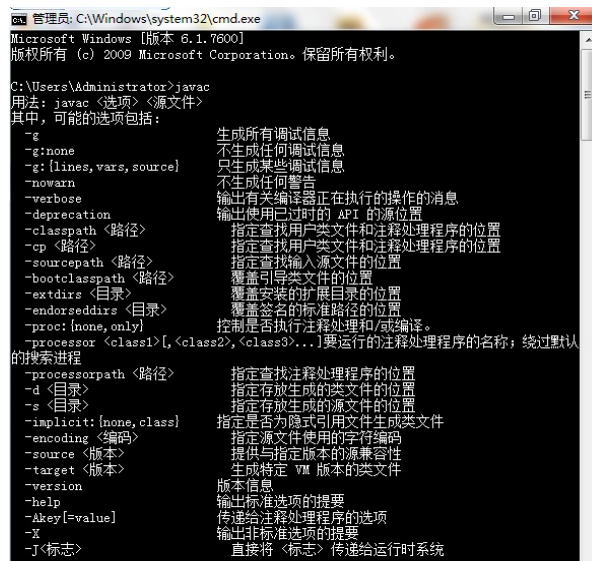 管理员: C:\Windows\system32\cmd.exe
Microsoft Windows [版本 6.1.7600]
版权所有 (c) 2009 Microsoft Corporation。保留所有权利。
C:\Users\Administrator>javac
用法: javac <选项> <源文件>
其中，可能的选项包括:
-g 生成所有调试信息
-g:none 不生成任何调试信息
-g:{lines,vars,source} 只生成某些调试信息
-nowarn 不生成任何警告
-verbose 输出有关编译器正在执行的操作的消息
-deprecation 输出使用已过时的 API 的源位置
-classpath <路径> 指定查找用户类文件和注释处理程序的位置
-cp <路径> 指定查找用户类文件和注释处理程序的位置
-sourcepath <路径> 指定查找输入源文件的位置
-bootclasspath <路径> 覆盖引导类文件的位置
-extdirs <目录> 覆盖安装的扩展目录的位置
-endorseddirs <目录> 覆盖签名的标准路径的位置
-proc:{none,only} 控制是否执行注释处理和/或编译。
-processor <class1>[,<class2>,<class3>...]要运行的注释处理程序的名称；绕过默认
的搜索进程
-processorpath <路径> 指定查找注释处理程序的位置
-d <目录> 指定存放生成的类文件的位置
-s <目录> 指定存放生成的源文件的位置
-implicit:{none,class} 指定是否为隐式引用文件生成类文件
-encoding <编码> 指定源文件使用的字符编码
-source <版本> 提供与指定版本的源兼容性
-target <版本> 生成特定 VM 版本的类文件
-version 版本信息
-help 输出标准选项的提要
-Akey[=value] 传递给注释处理程序的选项
-X 输出非标准选项的提要
-J<标志> 直接将 <标志> 传递给运行时系统